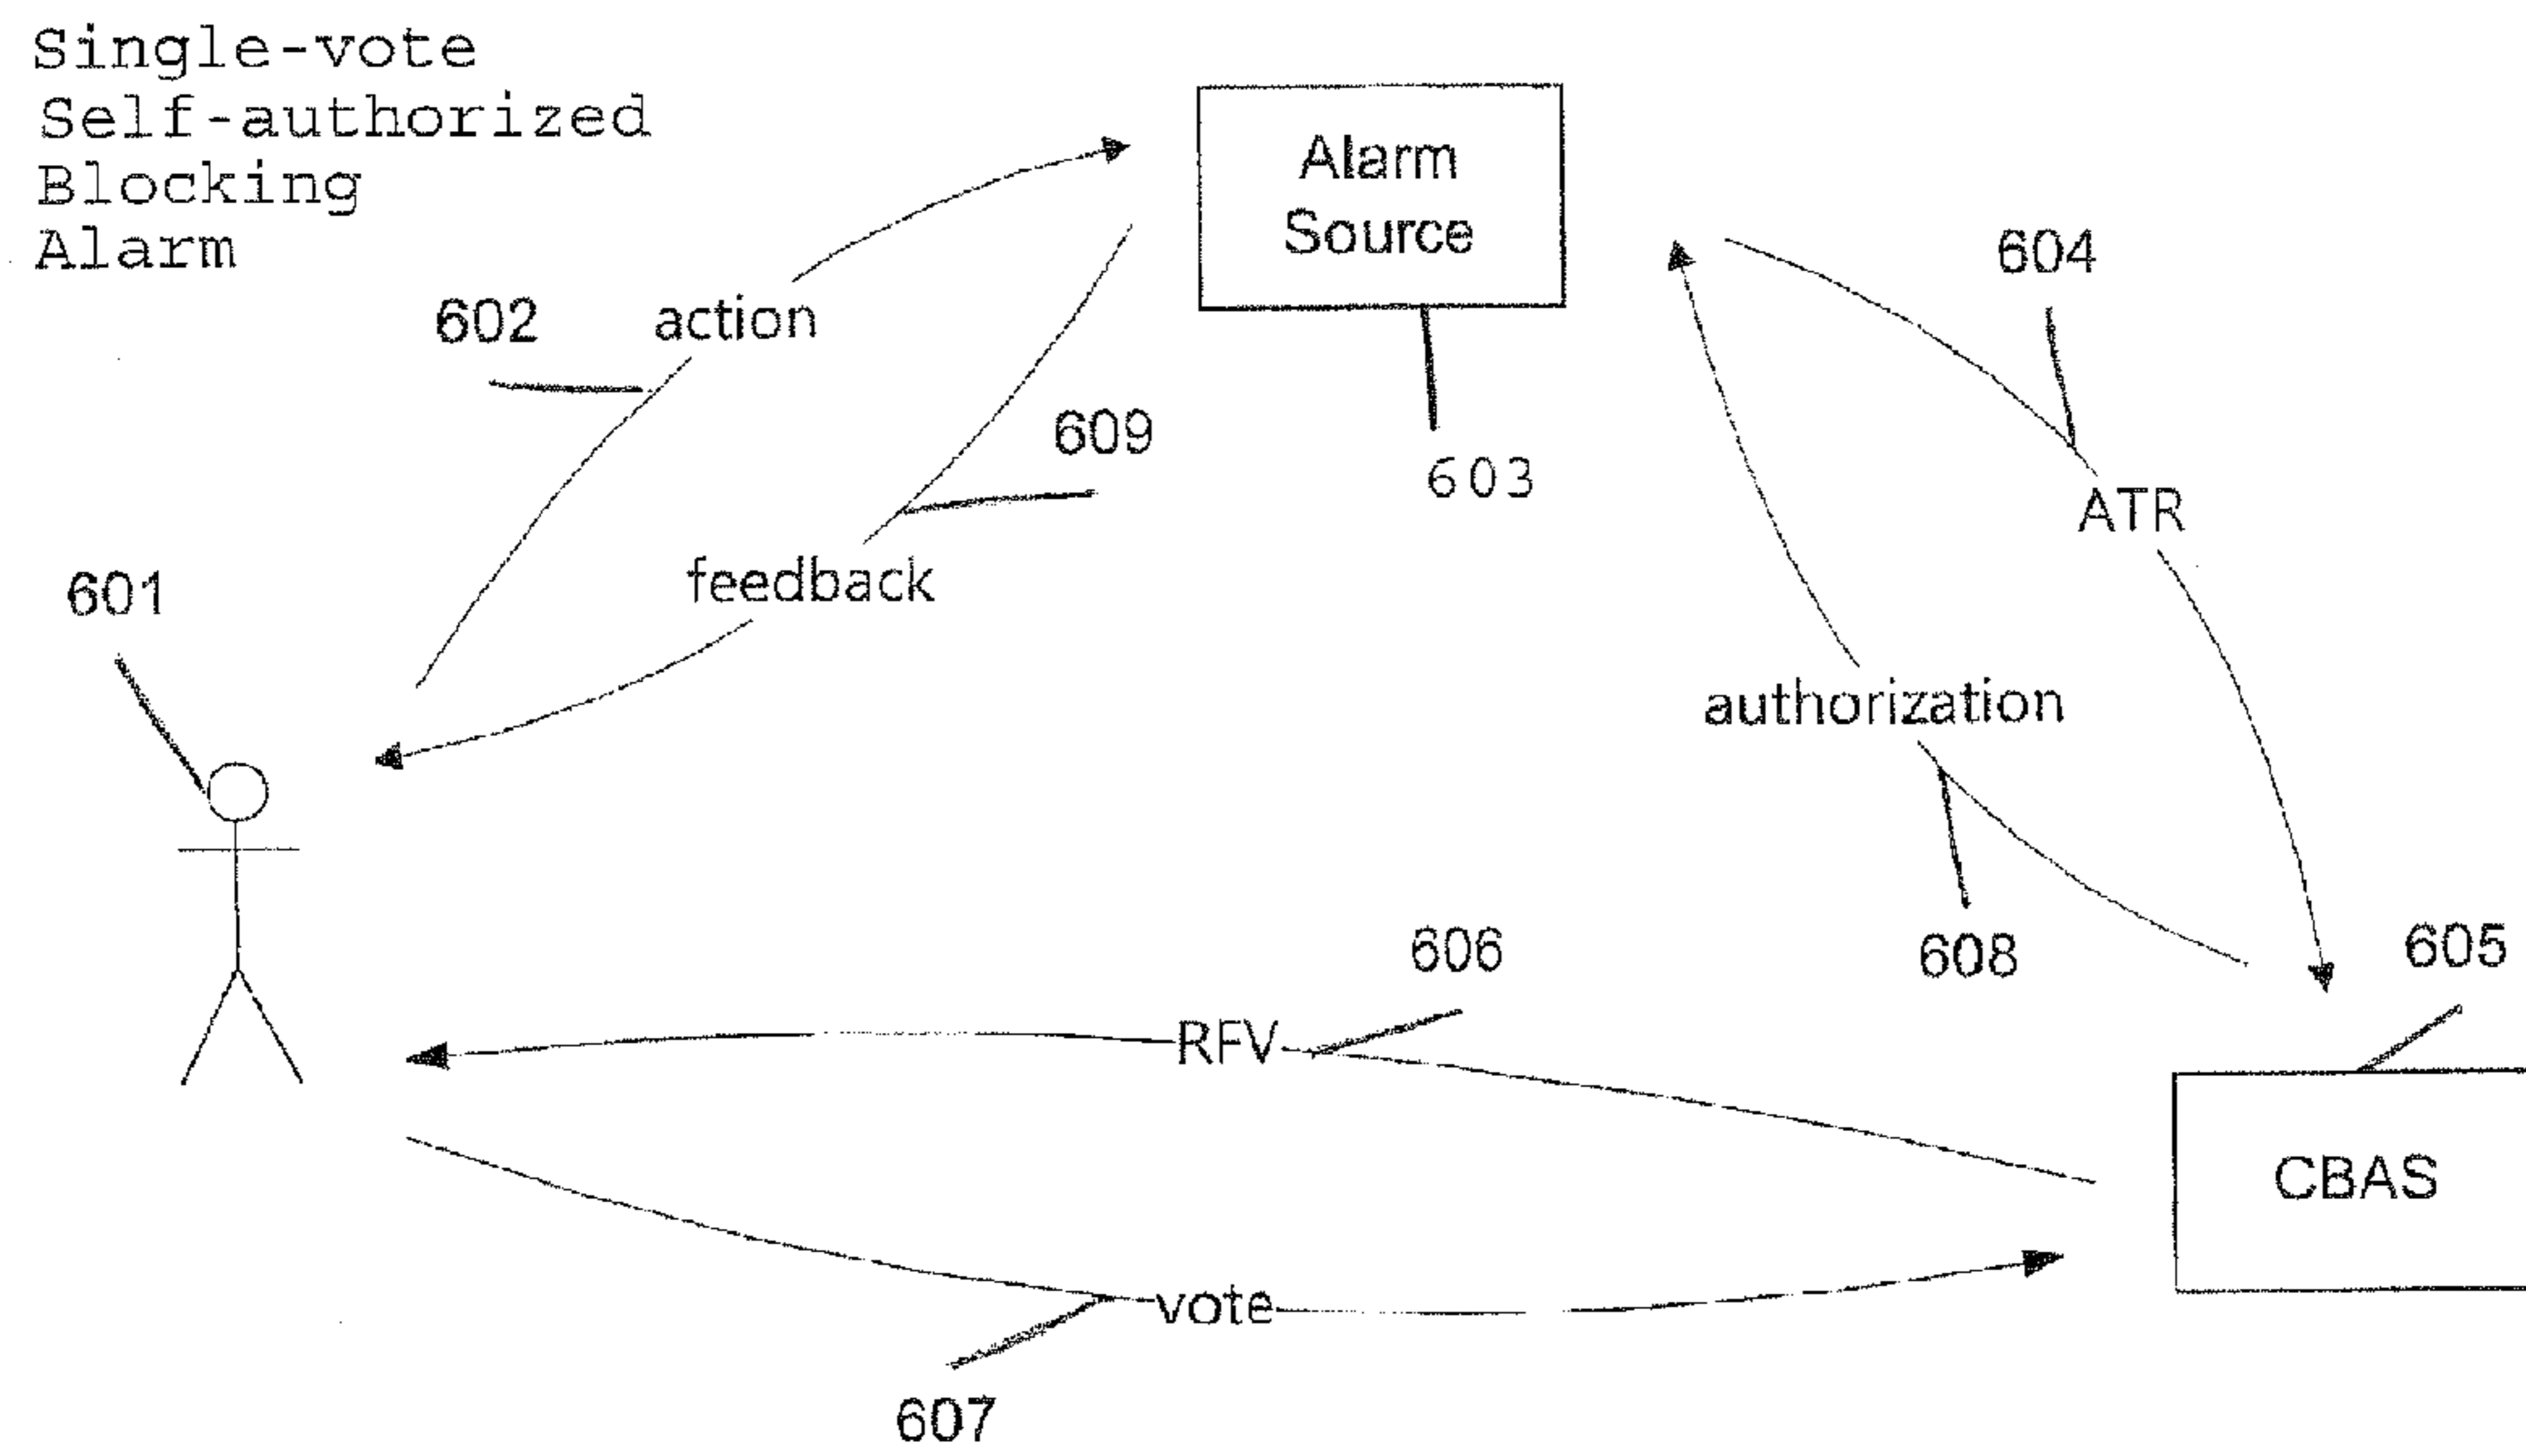 Single-vote
Self-authorized
Blocking
Alarm
Alarm
Source
604
602
action
609
603
ATR
feedback
601
authorization
606
608
605
RFV
CBAS
vote
607